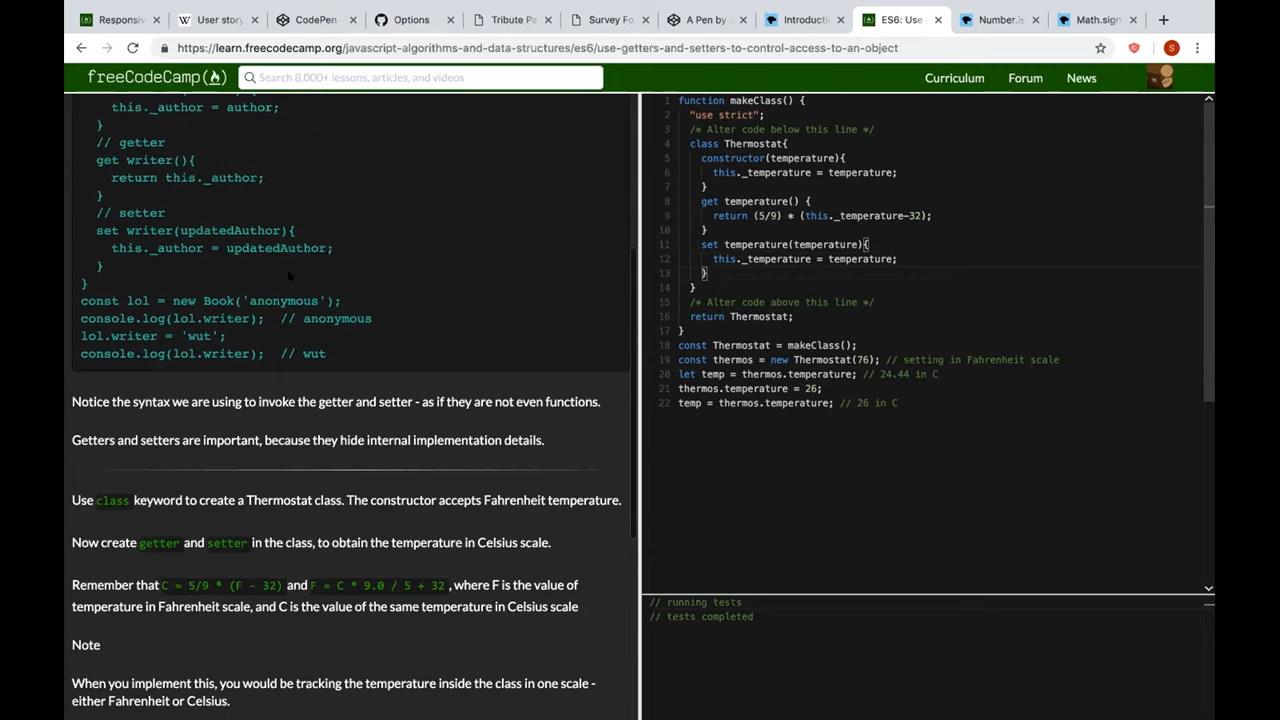 Responsiv
User story
CodePen
Options
Tribute Pa
Survey Fo
A Pen by
Introducti
ES6: Use
Number.is
Math.sign
https://learn.freecodecamp.org/javascript-algorithms-and-data-structures/es6/use-getters-and-setters-to-control-access-to-an-object
S
freeCodeCamp
Search 8,000+ lessons, articles, and videos
Curriculum
Forum
News
this._author = author;
}
// getter
get writer(){
return this._author;
}
// setter
set writer(updatedAuthor){
this._author = updatedAuthor;
}
}
const lol = new Book('anonymous');
console.log(lol.writer);  // anonymous
lol.writer = 'wut';
console.log(lol.writer);  // wut
Notice the syntax we are using to invoke the getter and setter - as if they are not even functions.
Getters and setters are important, because they hide internal implementation details.
Use class keyword to create a Thermostat class. The constructor accepts Fahrenheit temperature.
Now create getter and setter in the class, to obtain the temperature in Celsius scale.
Remember that C = 5/9 * (F - 32) and F = C * 9.0 / 5 + 32 , where F is the value of
temperature in Fahrenheit scale, and C is the value of the same temperature in Celsius scale
Note
When you implement this, you would be tracking the temperature inside the class in one scale -
either Fahrenheit or Celsius.
1 function makeClass() {
2 "use strict";
3 /* Alter code below this line */
4 class Thermostat{
5 constructor(temperature){
6 this._temperature = temperature;
7 }
8 get temperature() {
9 return (5/9) * (this._temperature-32);
10 }
11 set temperature(temperature){
12 this._temperature = temperature;
13 }
14 }
15 /* Alter code above this line */
16 return Thermostat;
17 }
18 const Thermostat = makeClass();
19 const thermos = new Thermostat(76); // setting in Fahrenheit scale
20 let temp = thermos.temperature; // 24.44 in C
21 thermos.temperature = 26;
22 temp = thermos.temperature; // 26 in C
// running tests
// tests completed